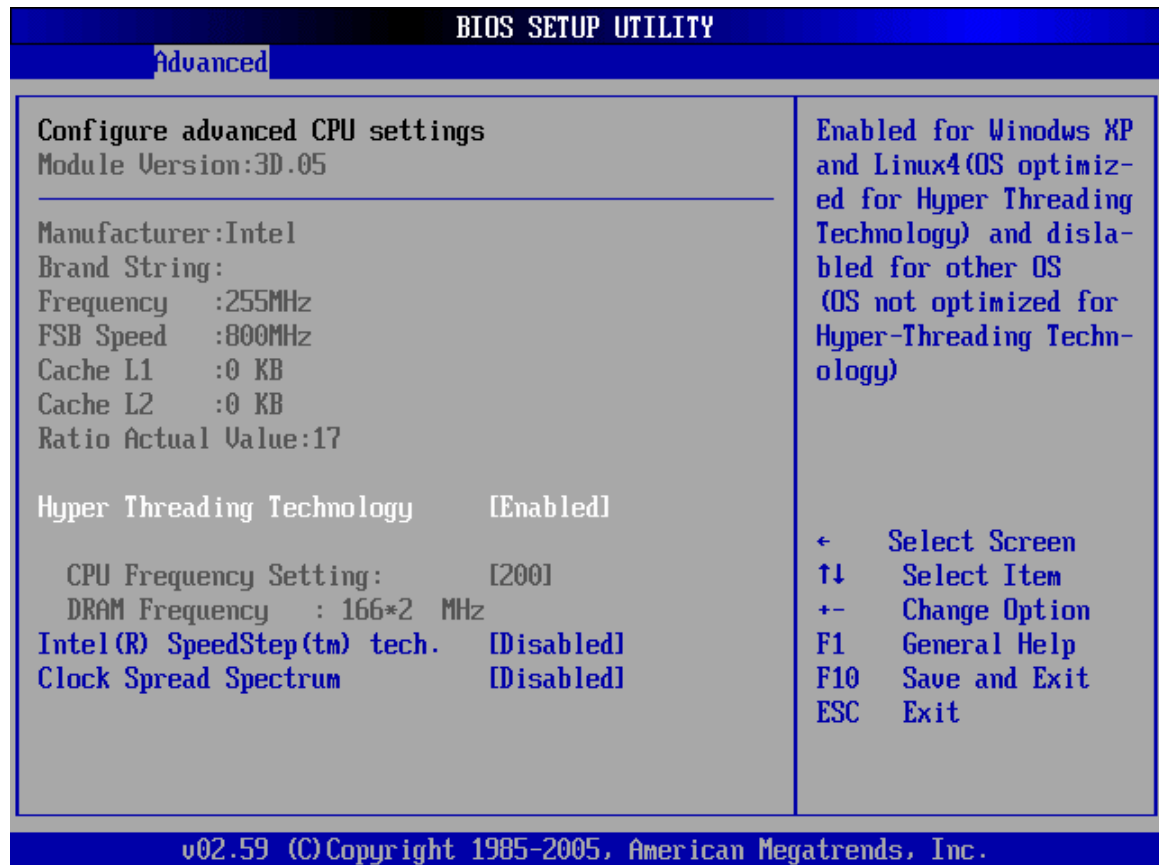 BIOS SETUP UTILITY
Advanced
Configure advanced CPU settings
Module Version:3D.05
Manufacturer:Intel
Brand String:
Frequency :255MHz
FSB Speed :800MHz
Cache L1 :0 KB
Cache L2 :0 KB
Ratio Actual Value:17
Hyper Threading Technology [Enabled]
CPU Frequency Setting: [200]
DRAM Frequency : 166*2 MHz
Intel(R) SpeedStep(tm) tech. [Disabled]
Clock Spread Spectrum [Disabled]
Enabled for Winodws XP
and Linux4(OS optimiz-
ed for Hyper Threading
Technology) and disla-
bled for other OS
(OS not optimized for
Hyper-Threading Techn-
ology)
← Select Screen
↑↓ Select Item
+- Change Option
F1 General Help
F10 Save and Exit
ESC Exit
v02.59 (C)Copyright 1985-2005, American Megatrends, Inc.